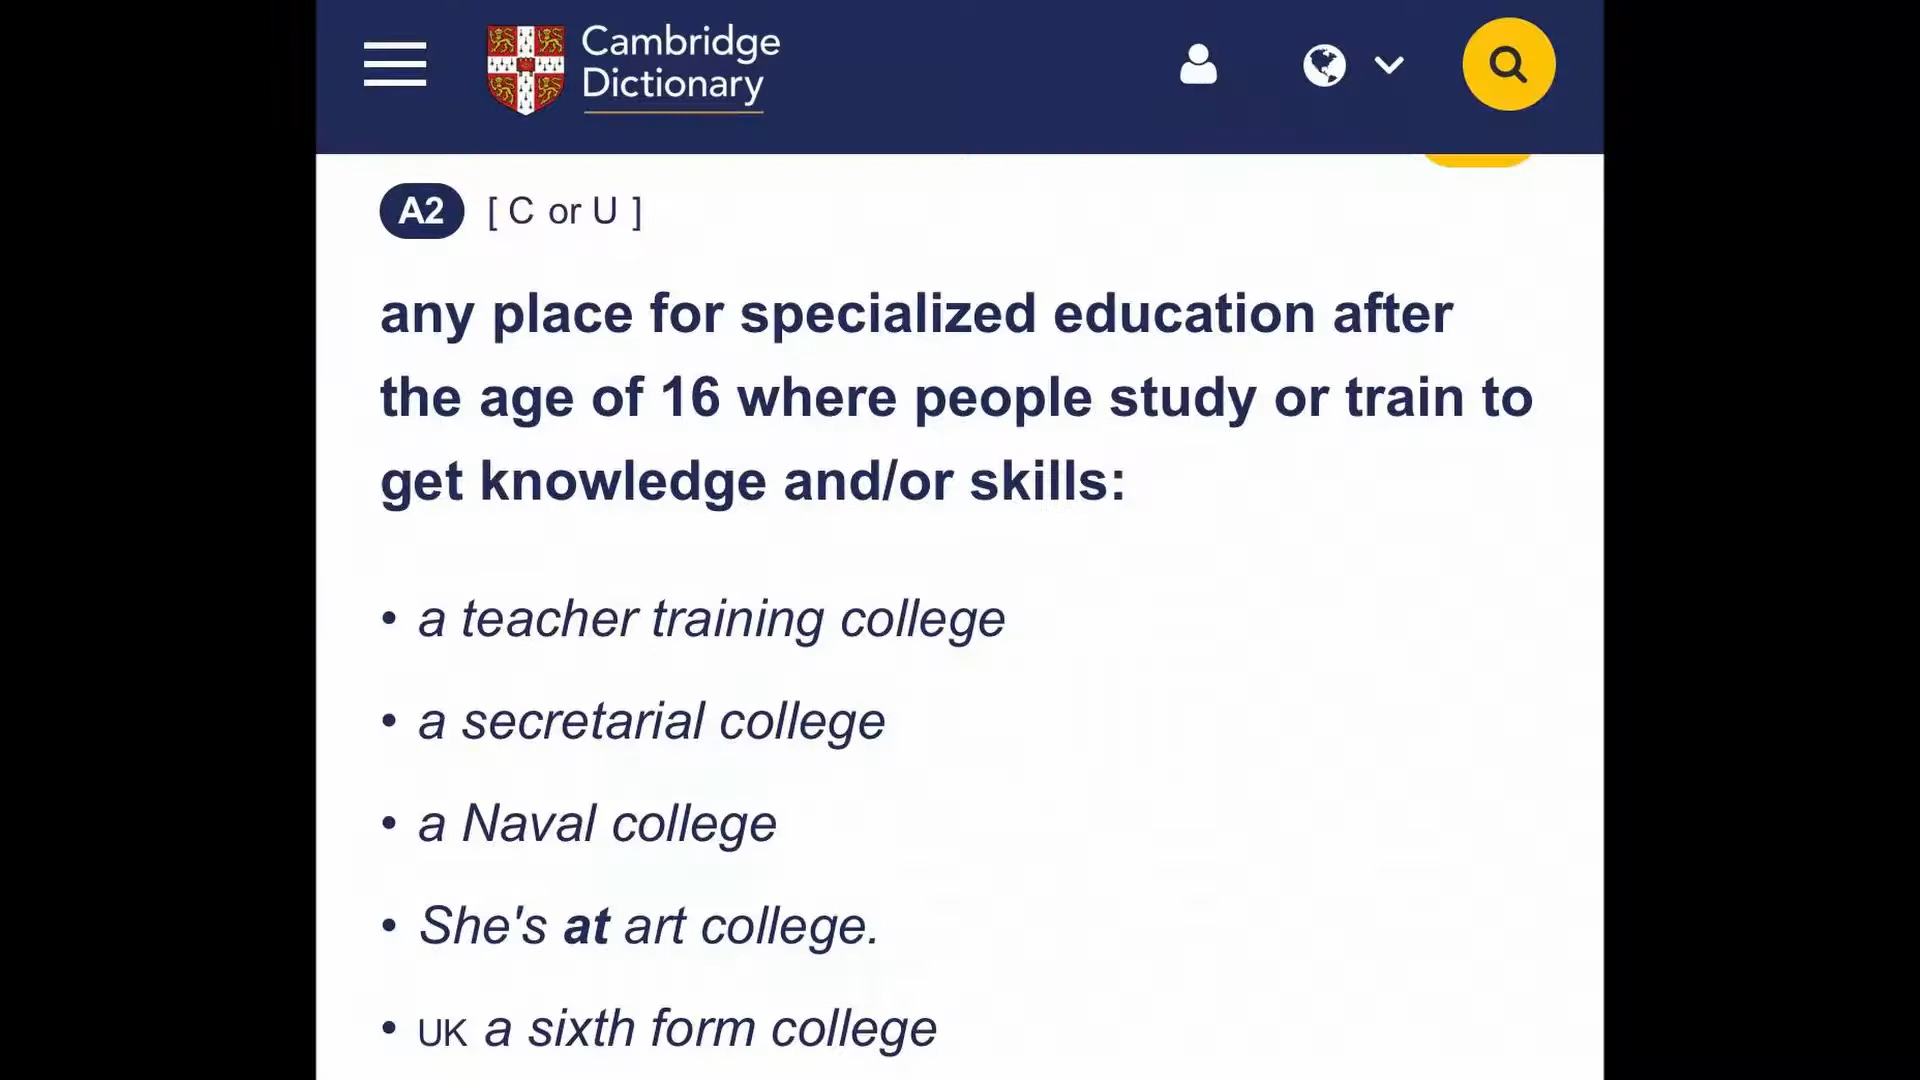 Cambridge
Dictionary
A2 [ C or U ]
any place for specialized education after
the age of 16 where people study or train to
get knowledge and/or skills:
• a teacher training college
• a secretarial college
• a Naval college
• She's at art college.
• UK a sixth form college